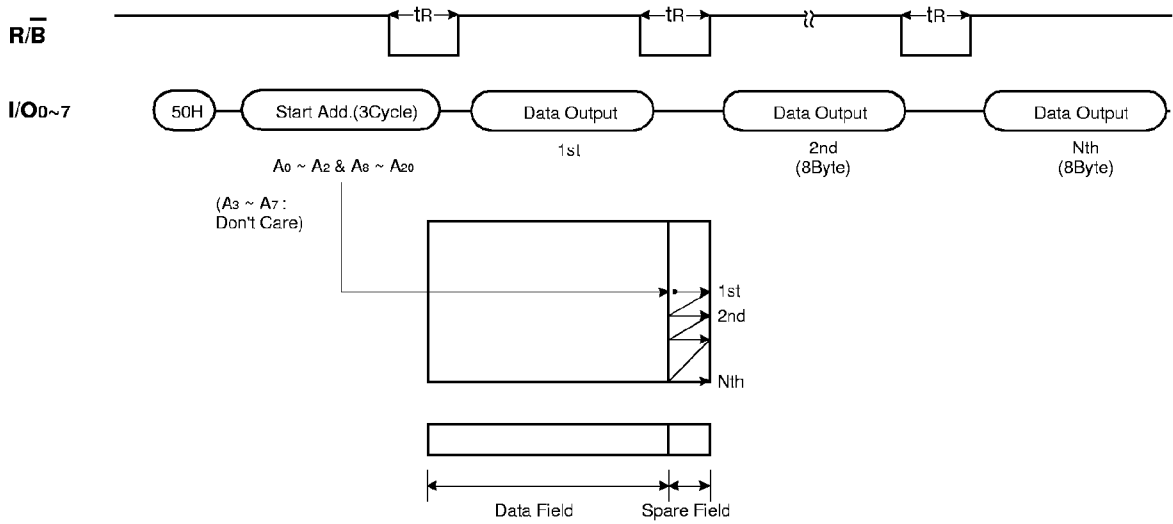 R/B tR tR tR
I/O0~7 50H Start Add.(3Cycle) Data Output Data Output Data Output
1st 2nd Nth
(8Byte) (8Byte)
A0 ~ A2 & A8 ~ A20
(A3 ~ A7 :
Don't Care)
1st
2nd
Nth
Data Field Spare Field